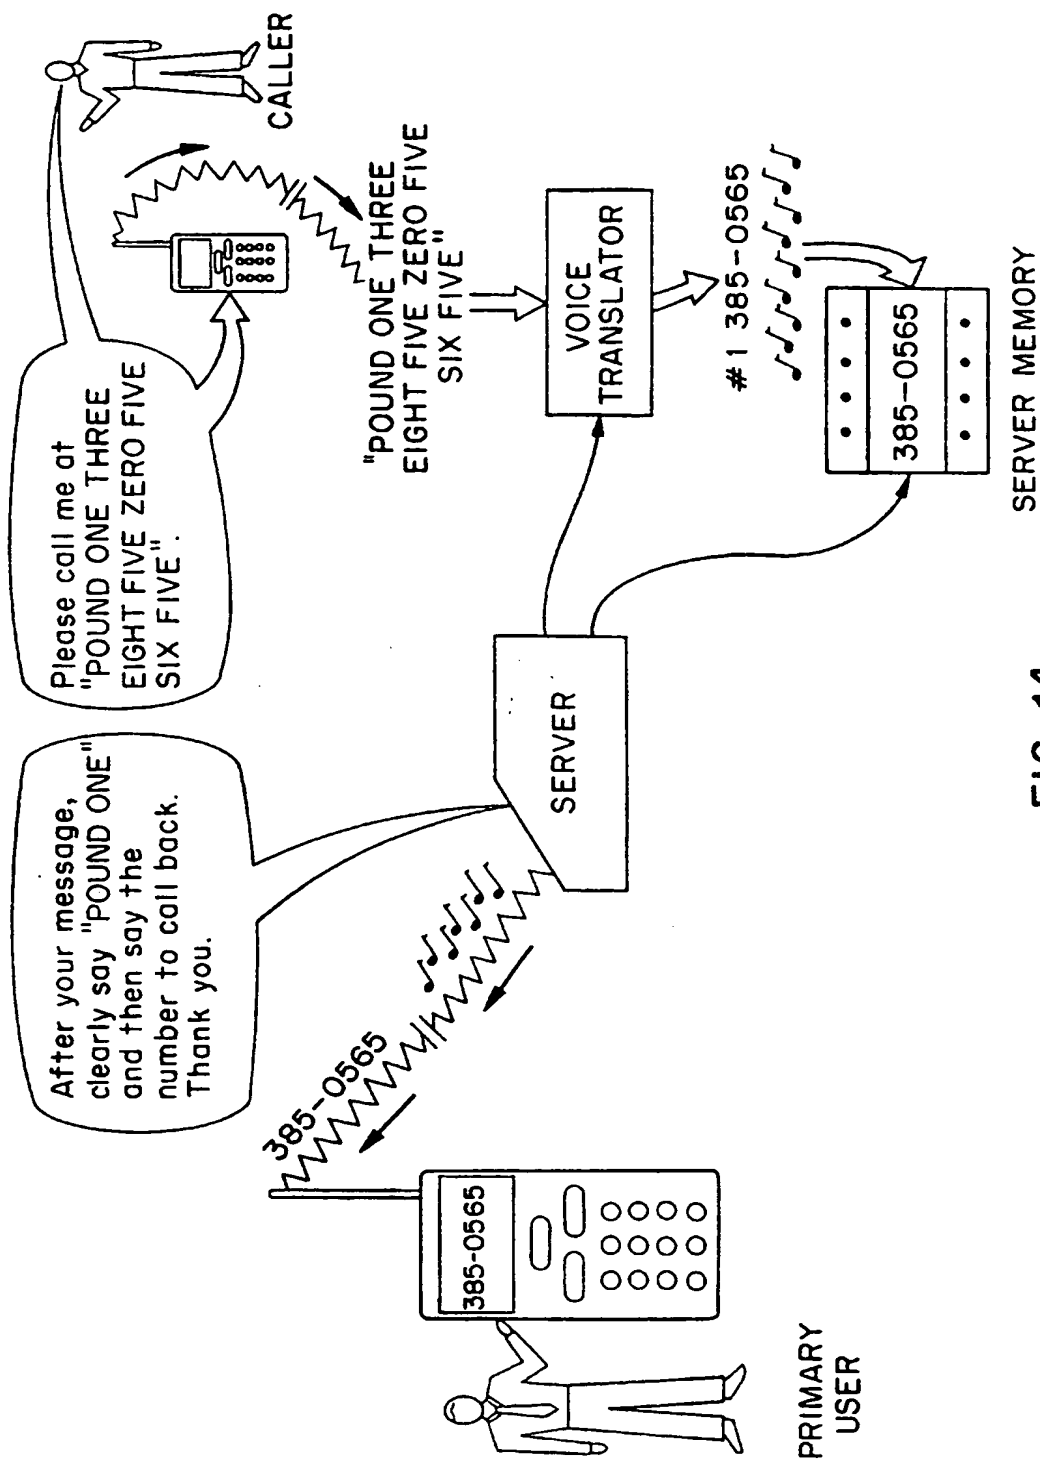 After your message,
clearly say "POUND ONE"
and then say the
number to call back.
Thank you.
Please call me at
"POUND ONE THREE
EIGHT FIVE ZERO FIVE
SIX FIVE".
CALLER
385-0565
"POUND ONE THREE
EIGHT FIVE ZERO FIVE
SIX FIVE"
385-0565
SERVER
VOICE
TRANSLATOR
#1 385-0565
385-0565
PRIMARY
USER
SERVER MEMORY